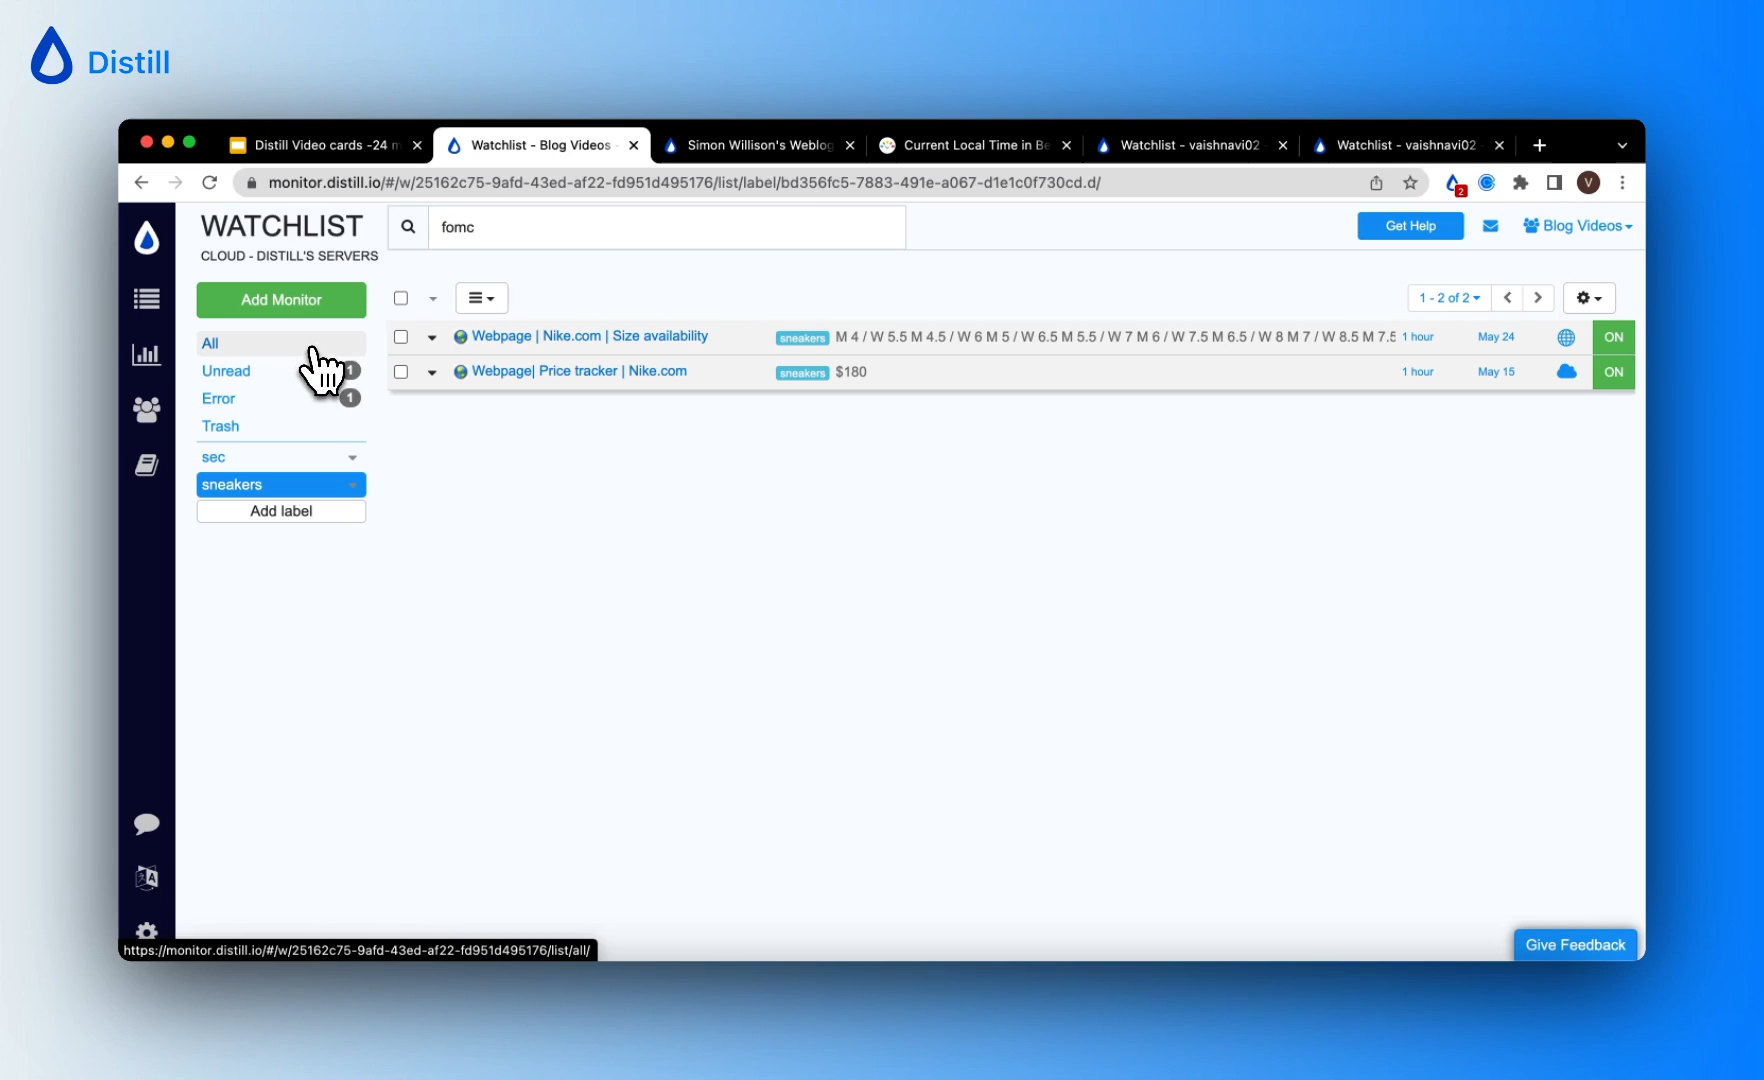 Distill
Distill Video cards -24 m
Watchlist - Blog Videos -
Simon Willison's Weblog
Current Local Time in Be
Watchlist - vaishnavi02
Watchlist - vaishnavi02
monitor.distill.io/#/w/25162c75-9afd-43ed-af22-fd951d495176/list/label/bd356fc5-7883-491e-a067-d1e1c0f730cd.d/
2
V
WATCHLIST
CLOUD - DISTILL'S SERVERS
fomc
Get Help
Blog Videos
Add Monitor
1 - 2 of 2
All
Unread 1
Error 1
Trash
sec
sneakers
Add label
Webpage | Nike.com | Size availability sneakers M 4 / W 5.5 M 4.5 / W 6 M 5 / W 6.5 M 5.5 / W 7 M 6 / W 7.5 M 6.5 / W 8 M 7 / W 8.5 M 7.5 1 hour May 24 ON
Webpage| Price tracker | Nike.com sneakers $180 1 hour May 15 ON
A
https://monitor.distill.io/#/w/25162c75-9afd-43ed-af22-fd951d495176/list/all/
Give Feedback